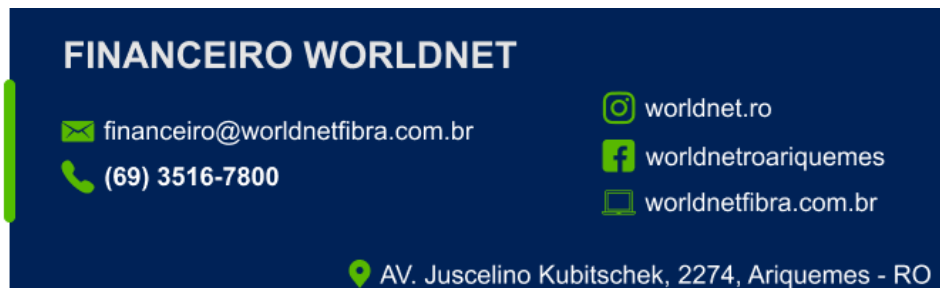 FINANCEIRO WORLDNET
financeiro@worldnetfibra.com.br
(69) 3516-7800
worldnet.ro
worldnetroariquemes
worldnetfibra.com.br
AV. Juscelino Kubitschek, 2274, Ariquemes - RO